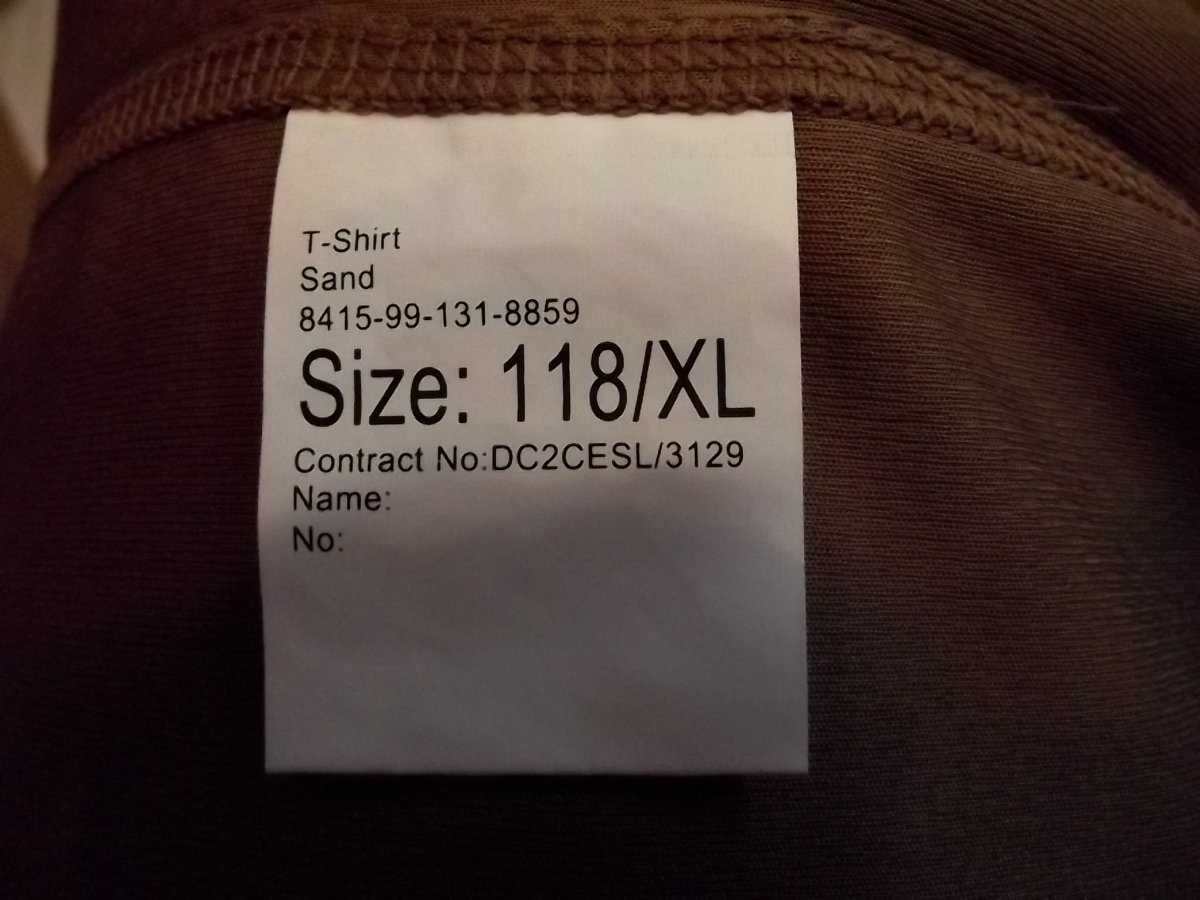 T-Shirt
Sand
8415-99-131-8859
Size: 118/XL
Contract No:DC2CESL/3129
Name:
No: